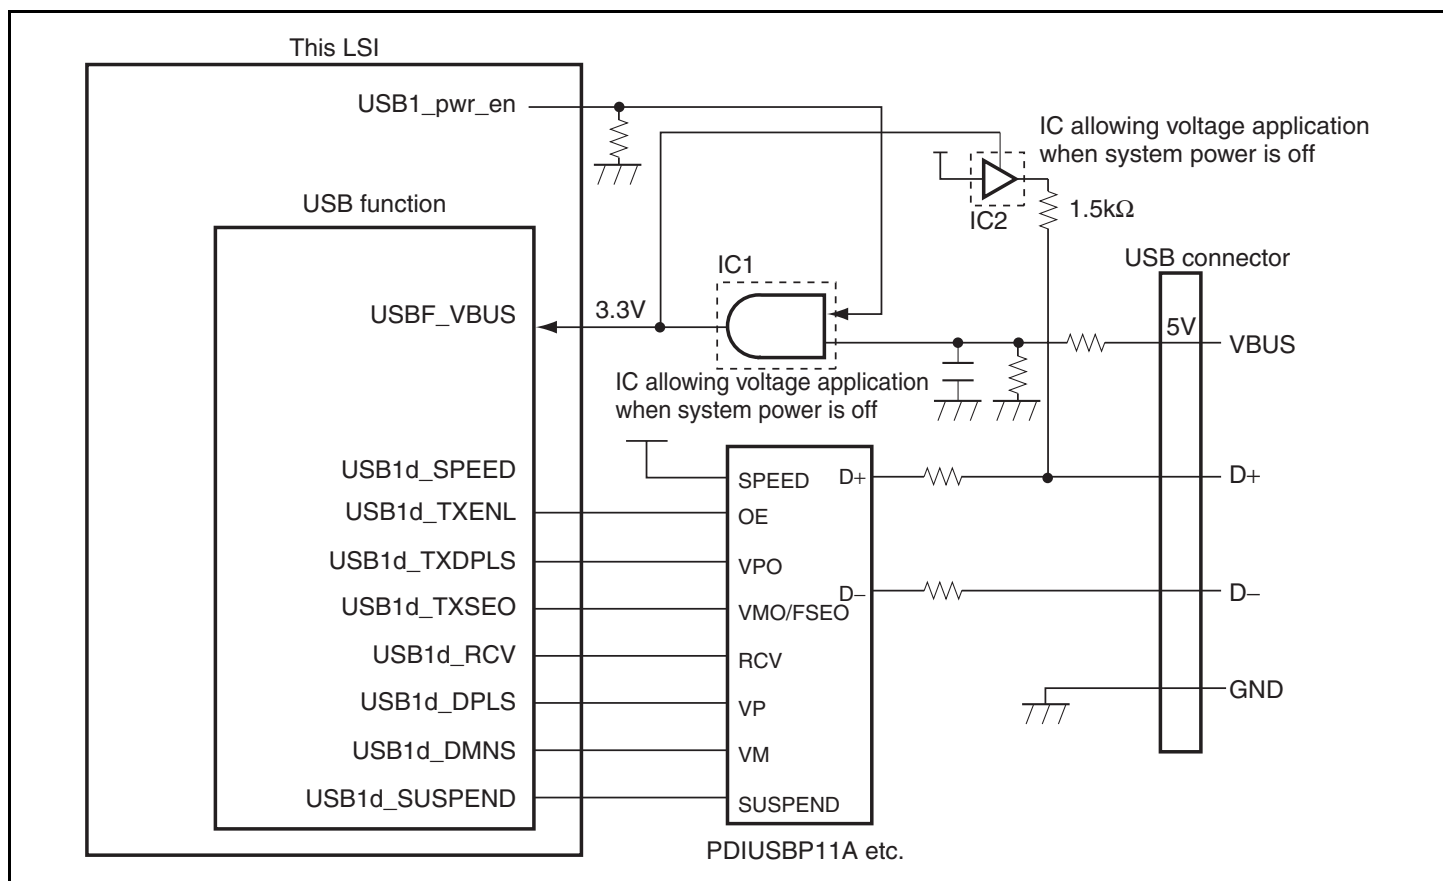 This LSI
USB1_pwr_en
IC allowing voltage application
when system power is off
IC2
1.5kΩ
USB function
USB connector
IC1
USBF_VBUS
3.3V
5V
VBUS
IC allowing voltage application
when system power is off
USB1d_SPEED
SPEED
D+
D+
USB1d_TXENL
OE
USB1d_TXDPLS
VPO
D−
D−
USB1d_TXSEO
VMO/FSEO
USB1d_RCV
RCV
USB1d_DPLS
VP
GND
USB1d_DMNS
VM
USB1d_SUSPEND
SUSPEND
PDIUSBP11A etc.